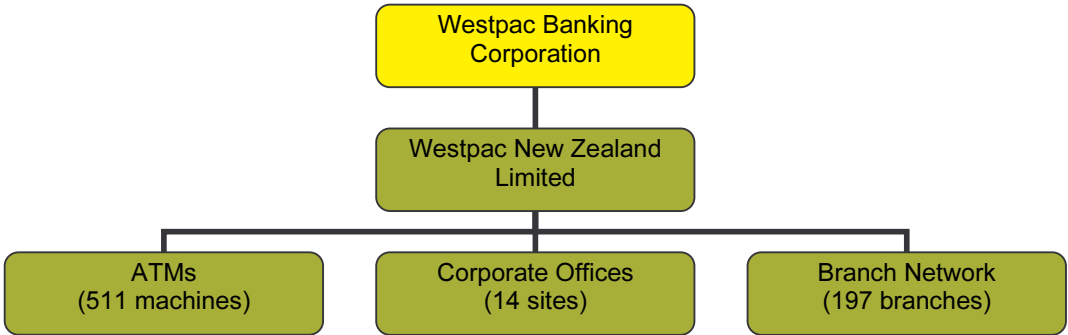 Westpac Banking
Corporation
Westpac New Zealand
Limited
ATMs
(511 machines)
Corporate Offices
(14 sites)
Branch Network
(197 branches)